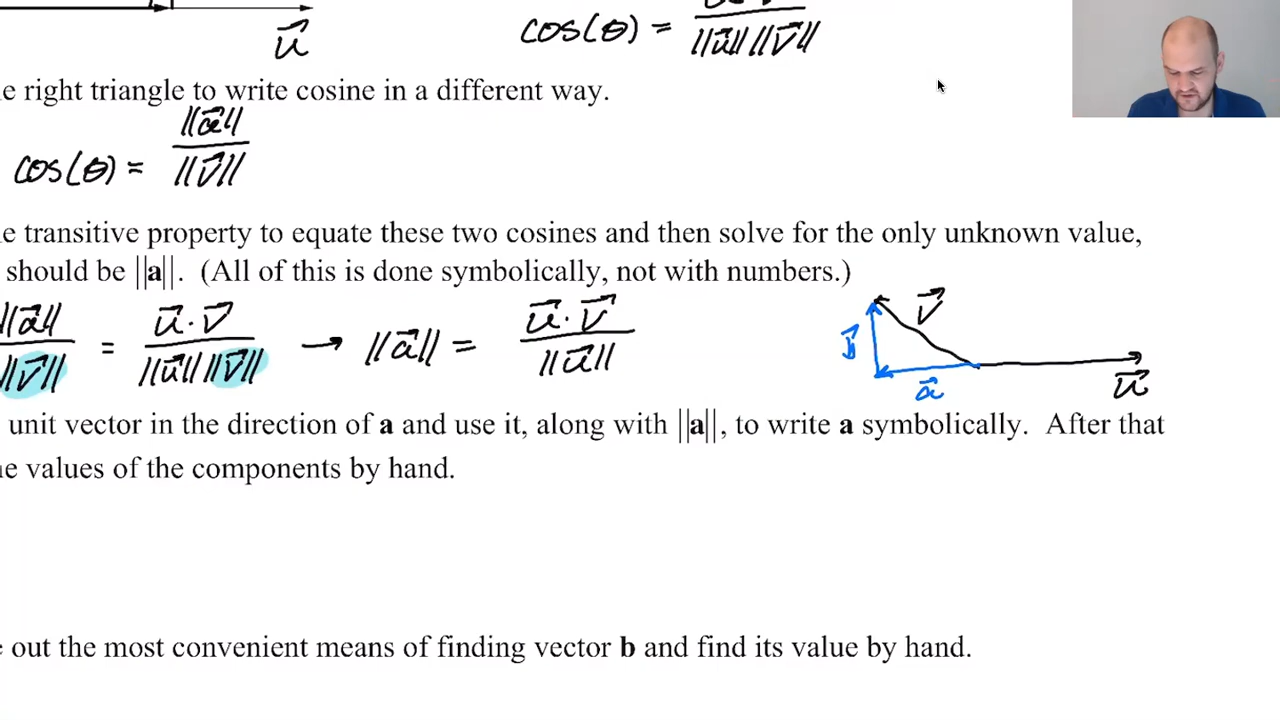 u⃗
cos(θ) = u⃗ · v⃗ / ||u⃗|| ||v⃗||
e right triangle to write cosine in a different way.
cos(θ) = ||a⃗|| / ||v⃗||
e transitive property to equate these two cosines and then solve for the only unknown value,
should be ||a||. (All of this is done symbolically, not with numbers.)
||a⃗|| / ||v⃗|| = u⃗ · v⃗ / ||u⃗|| ||v⃗|| → ||a⃗|| = u⃗ · v⃗ / ||u⃗||
v⃗
b⃗
a⃗
u⃗
unit vector in the direction of a and use it, along with ||a||, to write a symbolically. After that
e values of the components by hand.
e out the most convenient means of finding vector b and find its value by hand.